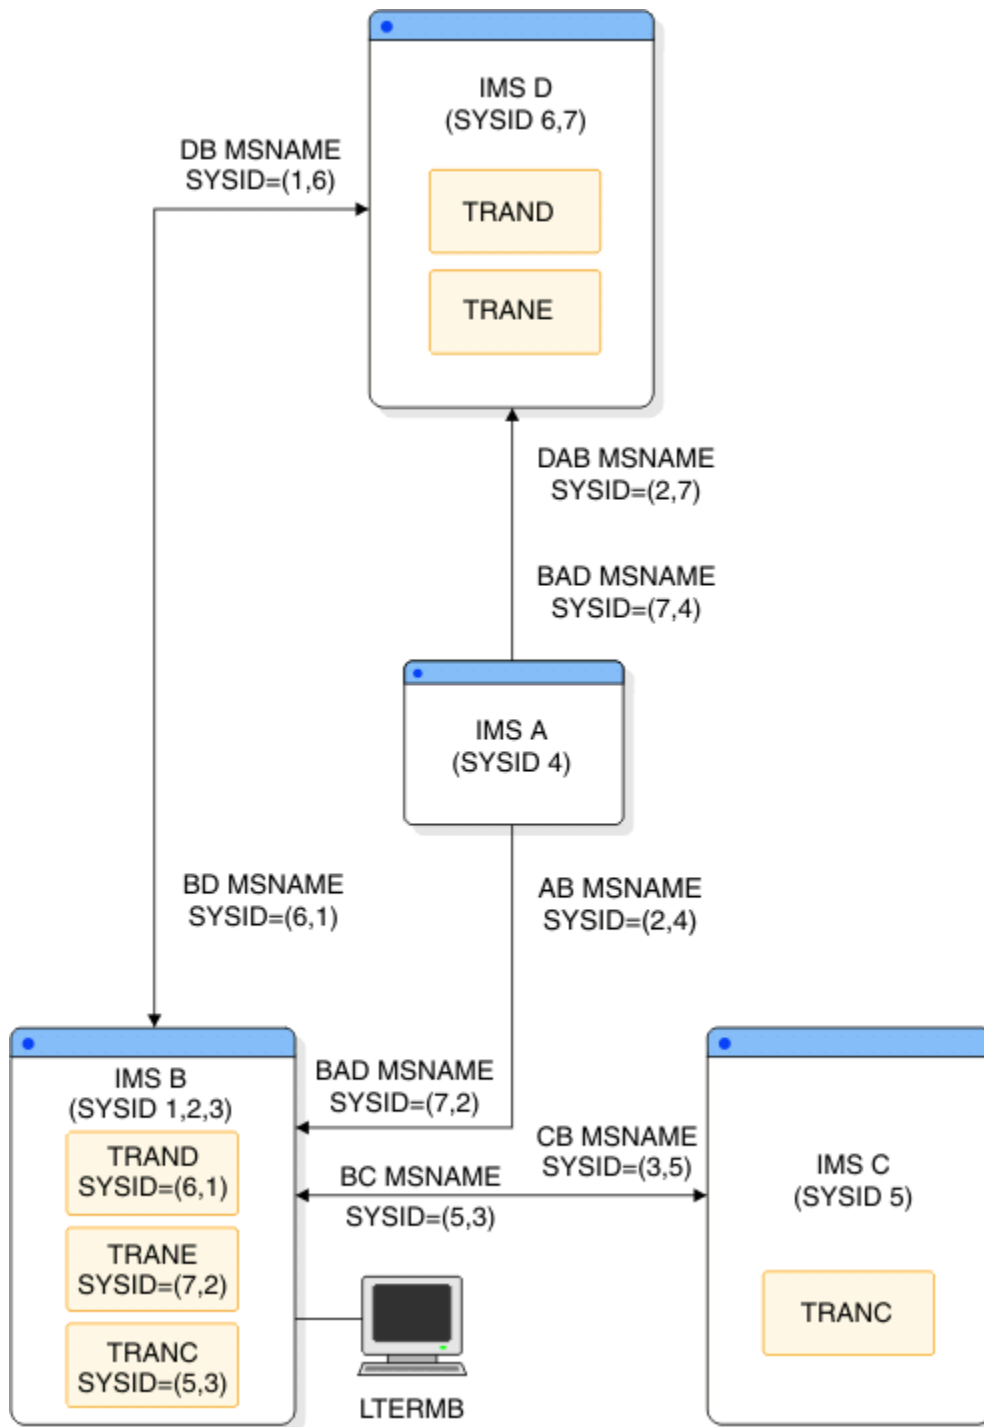 IMS D
(SYSID 6,7)
DB MSNAME
SYSID=(1,6)
TRAND
TRANE
DAB MSNAME
SYSID=(2,7)
BAD MSNAME
SYSID=(7,4)
IMS A
(SYSID 4)
BD MSNAME
SYSID=(6,1)
AB MSNAME
SYSID=(2,4)
IMS B
(SYSID 1,2,3)
BAD MSNAME
SYSID=(7,2)
TRAND
SYSID=(6,1)
TRANE
SYSID=(7,2)
TRANC
SYSID=(5,3)
BC MSNAME
SYSID=(5,3)
CB MSNAME
SYSID=(3,5)
IMS C
(SYSID 5)
TRANC
LTERMB